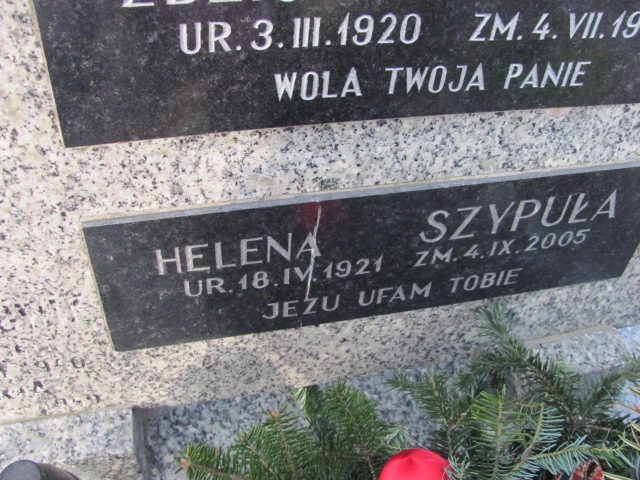 UR. 3. III. 1920 ZM. 4. VII. 19
WOLA TWOJA PANIE
HELENA SZYPUŁA
UR. 18. IV. 1921 ZM. 4. IX. 2005
JEZU UFAM TOBIE